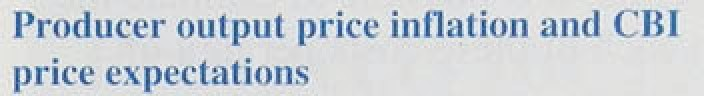 Producer output price inflation and CBI
price expectations